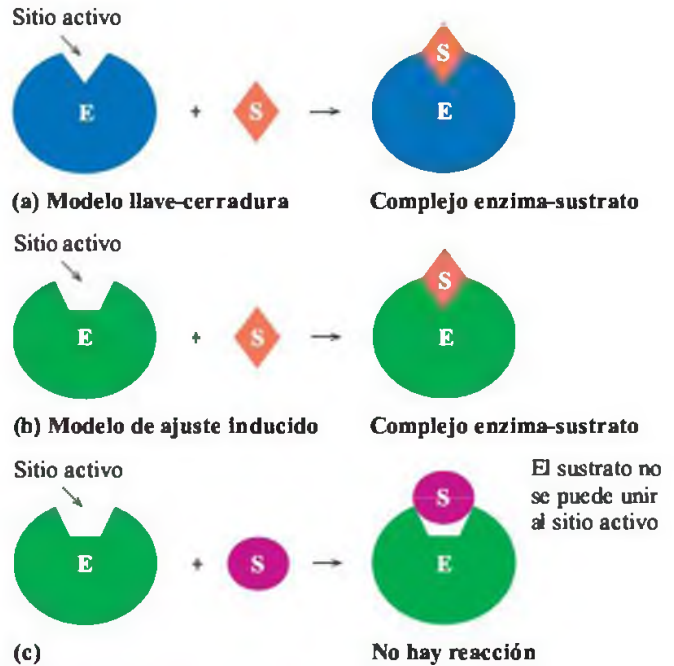 Sitio activo
E + S → S
E
(a) Modelo llave-cerradura Complejo enzima-sustrato
Sitio activo
E + S → S
E
(b) Modelo de ajuste inducido Complejo enzima-sustrato
Sitio activo
El sustrato no
se puede unir
al sitio activo
E + S → S
E
(c) No hay reacción